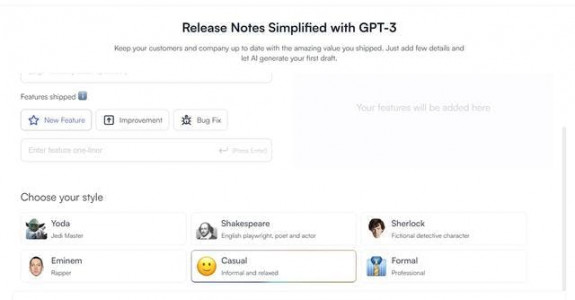 Release Notes Simplified with GPT-3
Keep your customers and company up to date with the amazing value you shipped. Just add few details and
let AI generate your first draft.
Features shipped
Your features will be added here
New Feature
Improvement
Bug Fix
Enter feature one-liner
(Press Enter)
Choose your style
Yoda
Jedi Master
Shakespeare
English playwright, poet and actor
Sherlock
Fictional detective character
Eminem
Rapper
Casual
Informal and relaxed
Formal
Professional